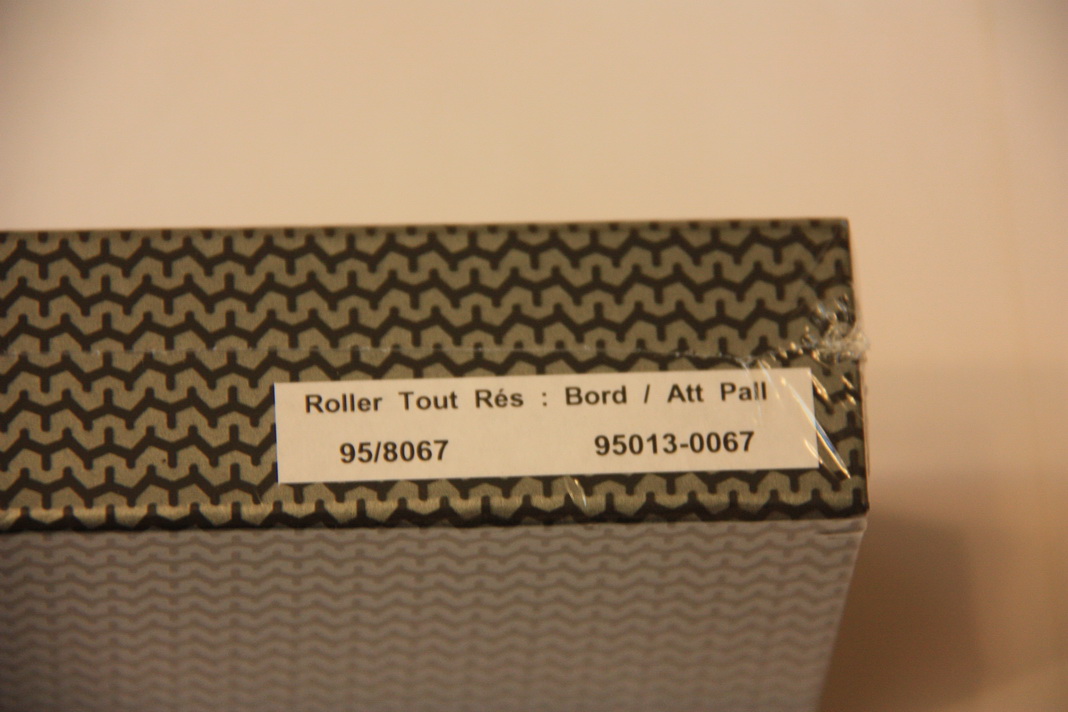 Roller Tout Rés : Bord / Att Pall
95/8067 95013-0067